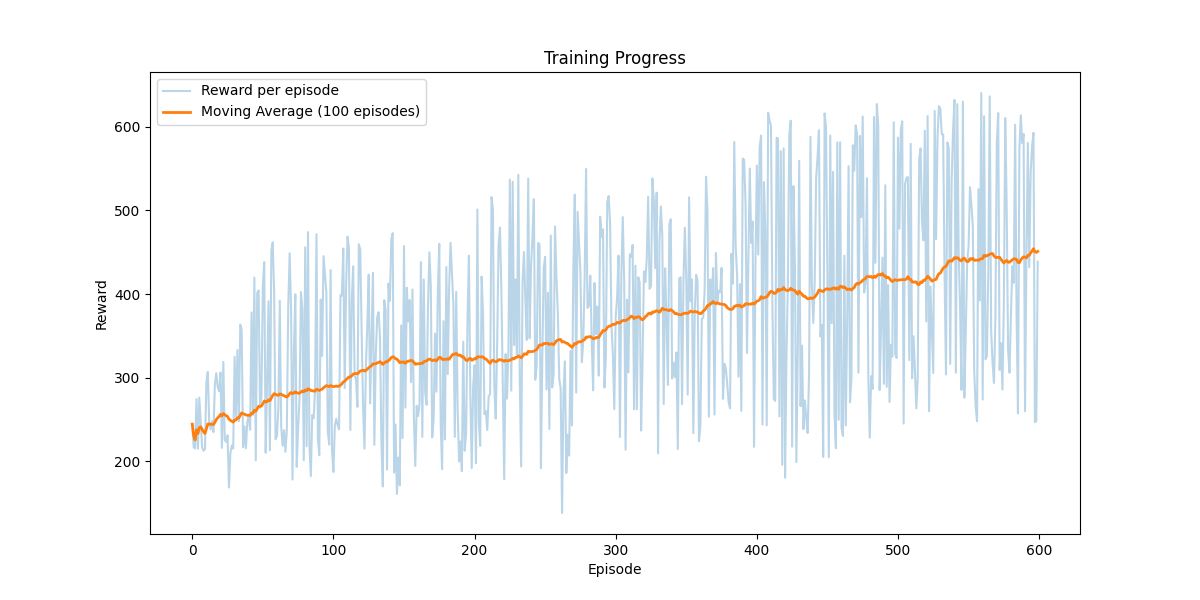 Training Progress
Reward per episode
Moving Average (100 episodes)
600
500
400
300
200
Reward
0
100
200
300
400
500
600
Episode